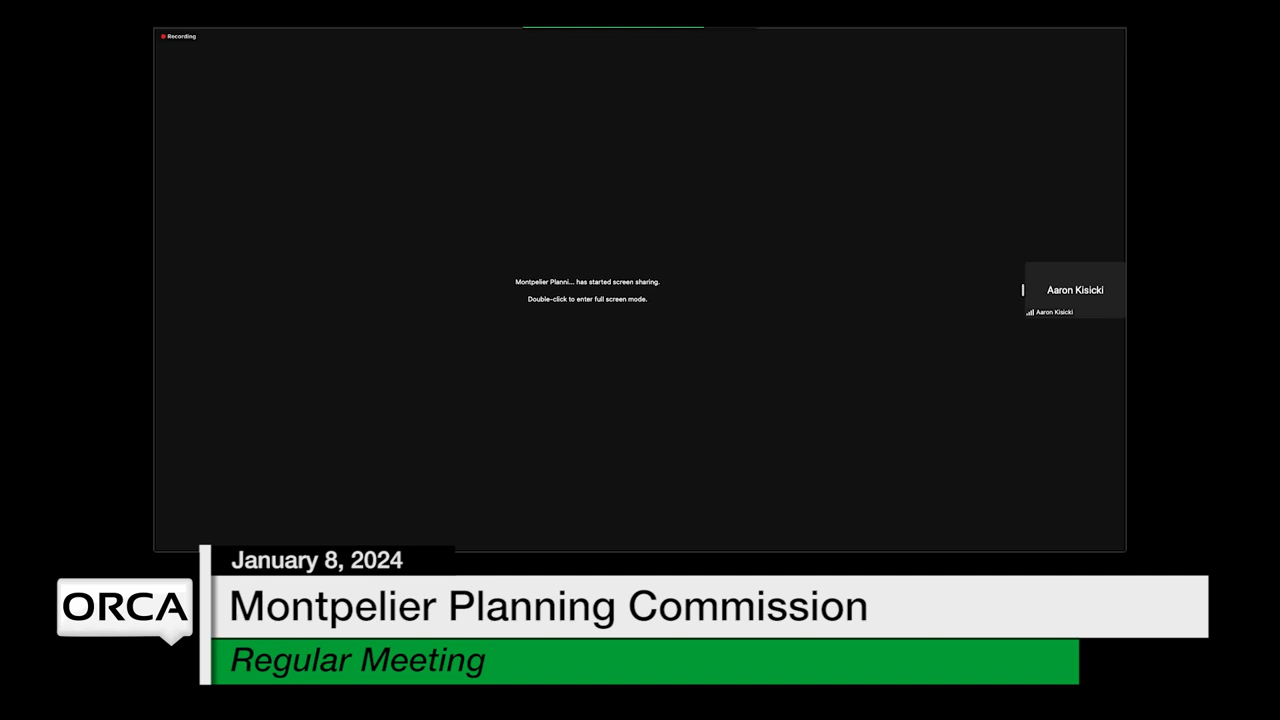 Recording
Montpelier Planni... has started screen sharing.
Double-click to enter full screen mode.
Aaron Kisicki
Aaron Kisicki
January 8, 2024
ORCA
Montpelier Planning Commission
Regular Meeting